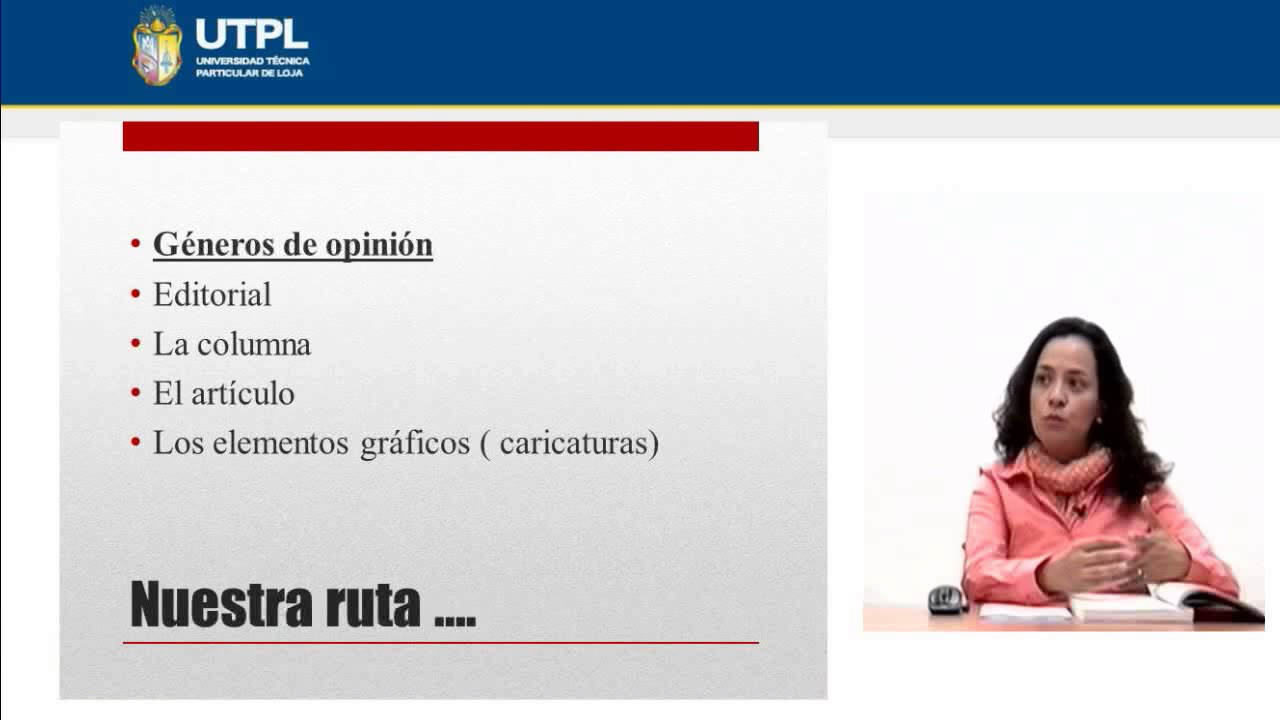 UTPL
UNIVERSIDAD TÉCNICA
PARTICULAR DE LOJA
• Géneros de opinión
• Editorial
• La columna
• El artículo
• Los elementos gráficos ( caricaturas)
Nuestra ruta ....